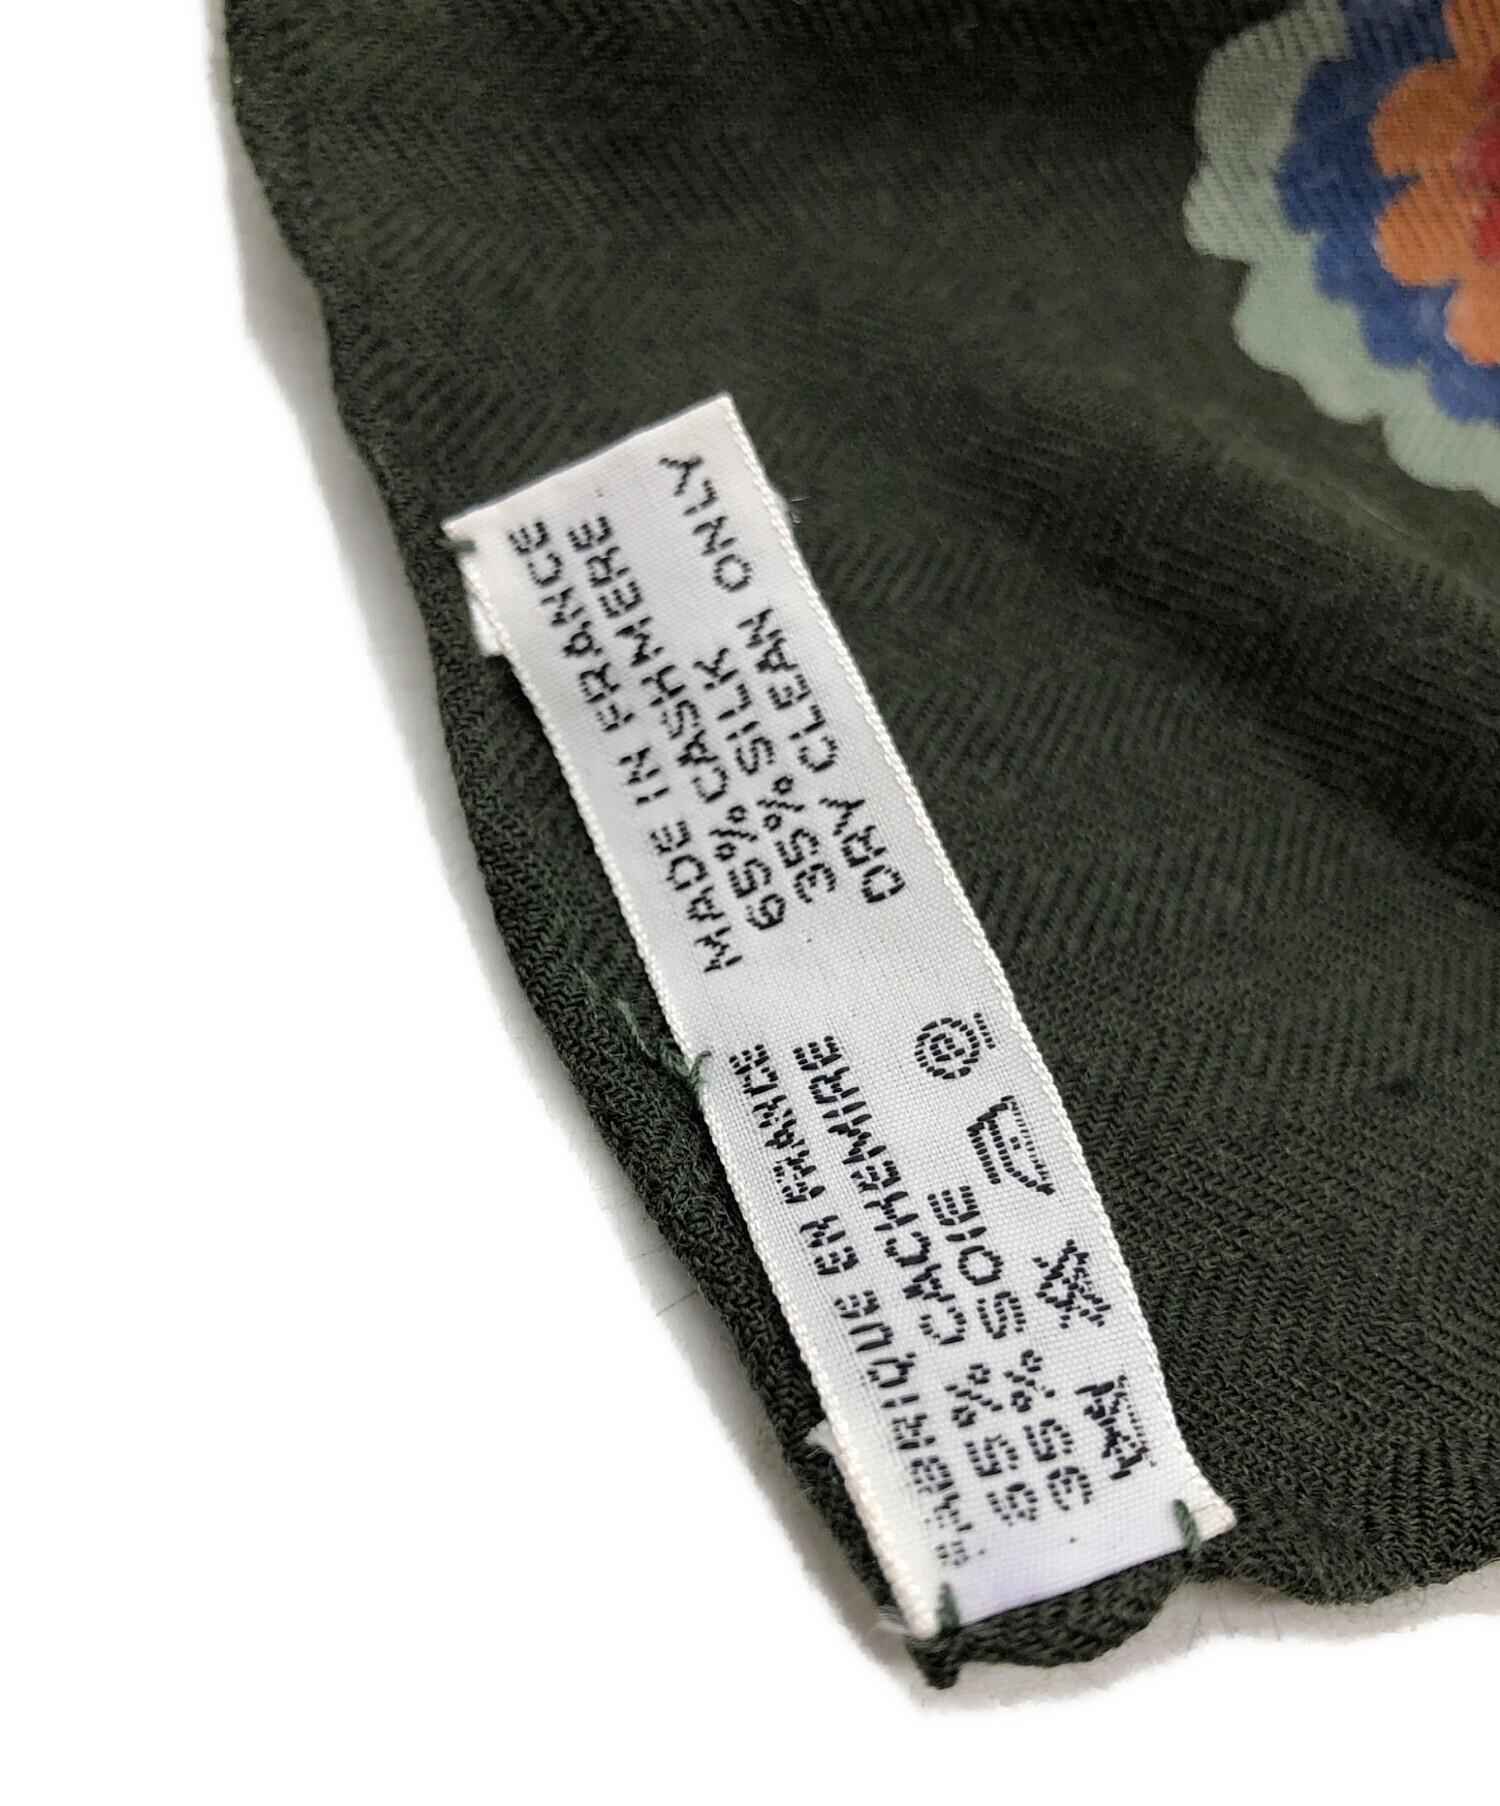 MADE IN FRANCE
65% CASHMERE
35% SILK
DRY CLEAN ONLY
FABRIQUE EN FRANCE
65% CACHEMIRE
35% SOIE
P